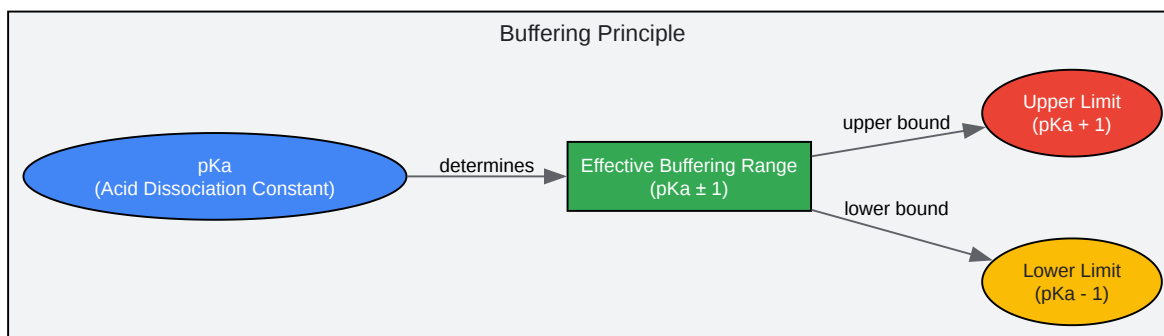 Buffering Principle
pKa
(Acid Dissociation Constant)
determines
Effective Buffering Range
(pKa ± 1)
upper bound
Upper Limit
(pKa + 1)
lower bound
Lower Limit
(pKa - 1)